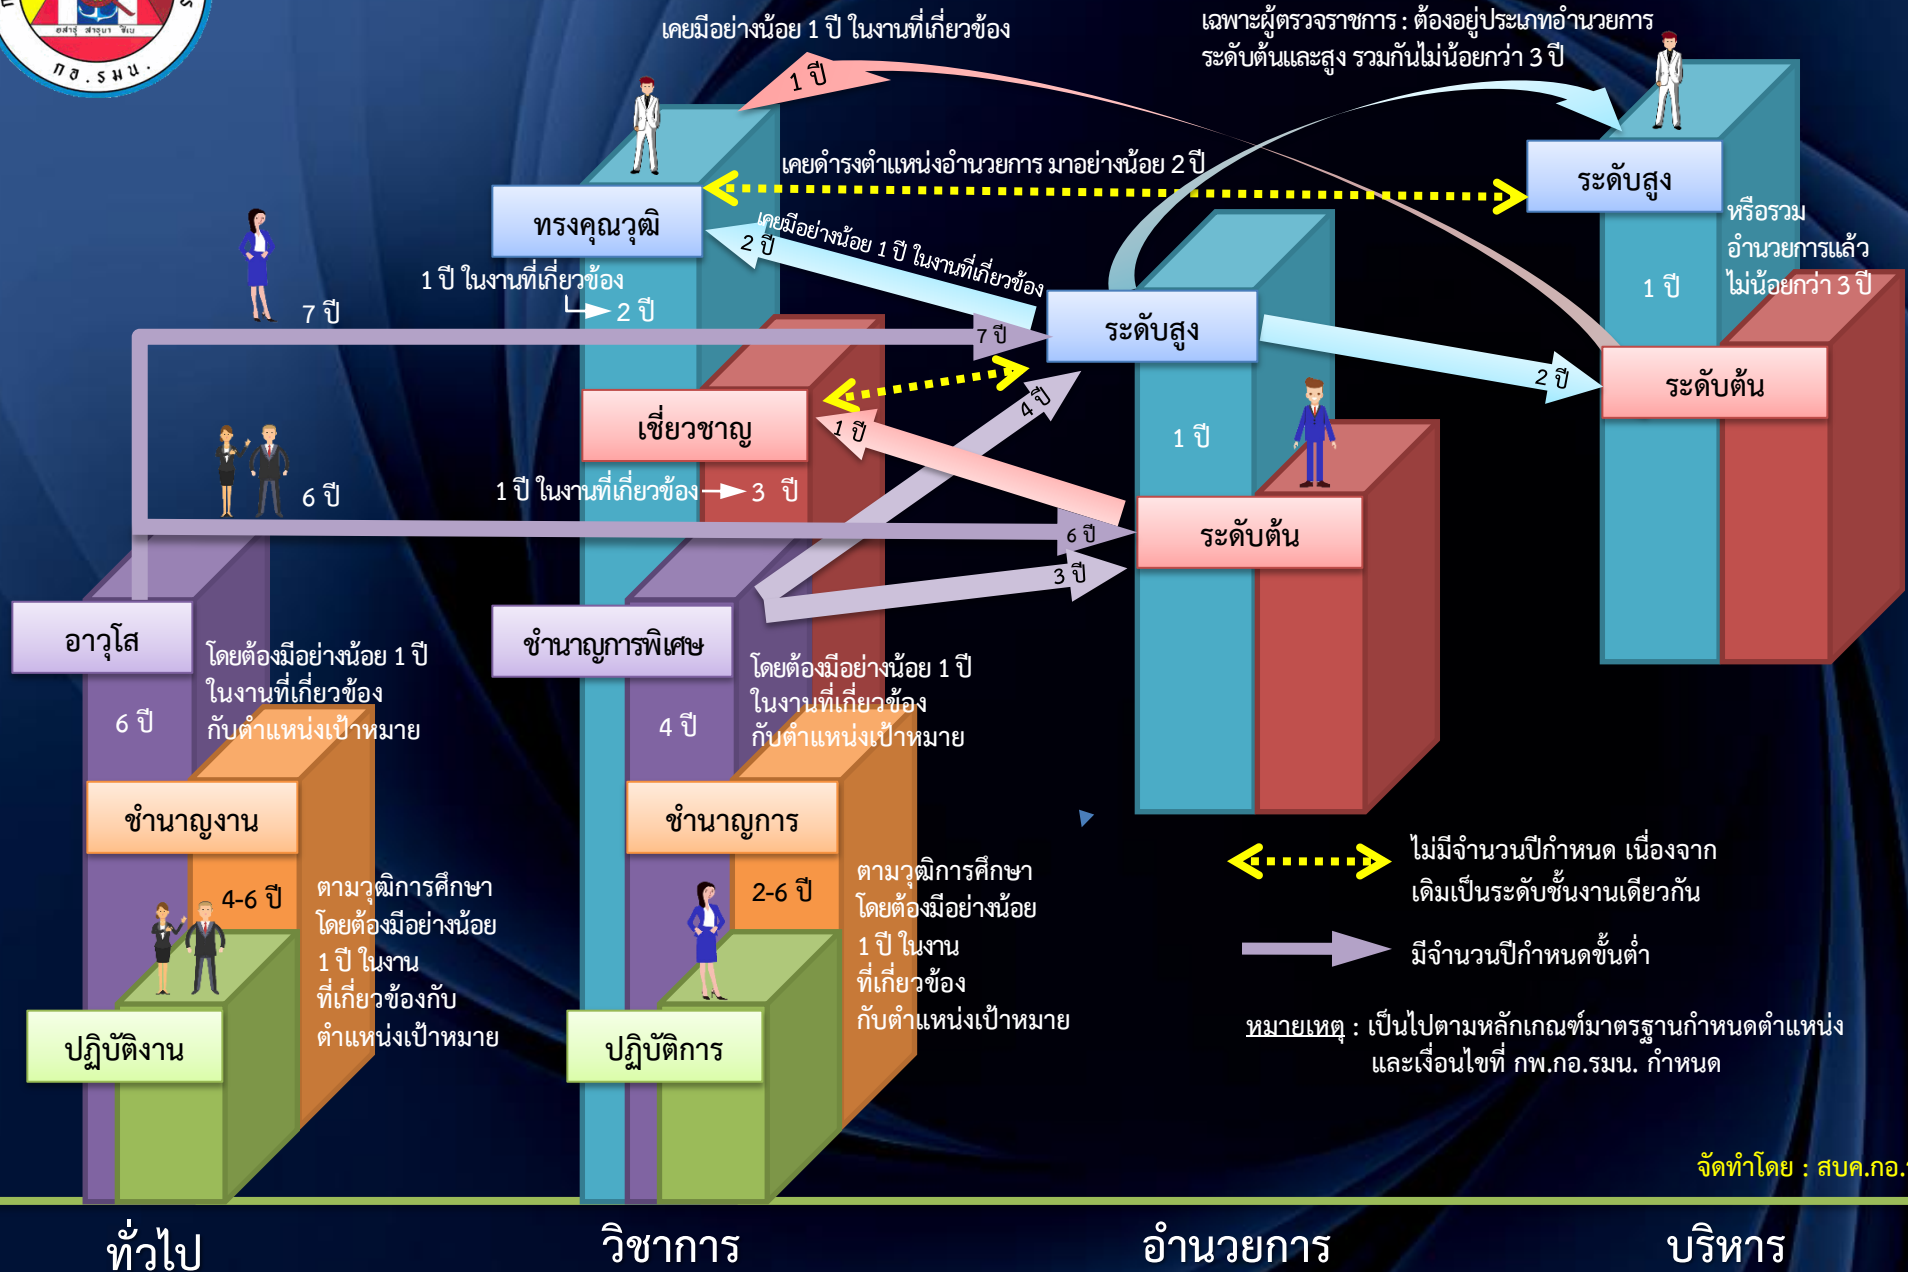 กอ.รมน.
เคยมีอย่างน้อย 1 ปี ในงานที่เกี่ยวข้อง
1 ปี
เฉพาะผู้ตรวจราชการ : ต้องอยู่ประเภทอำนวยการ
ระดับต้นและสูง รวมกันไม่น้อยกว่า 3 ปี
เคยดำรงตำแหน่งอำนวยการ มาอย่างน้อย 2 ปี
ระดับสูง
ทรงคุณวุฒิ
เคยมีอย่างน้อย 1 ปี ในงานที่เกี่ยวข้อง
2 ปี
หรือรวม
อำนวยการแล้ว
ไม่น้อยกว่า 3 ปี
1 ปี
1 ปี ในงานที่เกี่ยวข้อง
2 ปี
7 ปี
7 ปี
ระดับสูง
2 ปี
ระดับต้น
4 ปี
เชี่ยวชาญ
1 ปี
1 ปี
1 ปี ในงานที่เกี่ยวข้อง
3 ปี
6 ปี
6 ปี
ระดับต้น
3 ปี
อาวุโส
โดยต้องมีอย่างน้อย 1 ปี
ในงานที่เกี่ยวข้อง
กับตำแหน่งเป้าหมาย
6 ปี
ชำนาญการพิเศษ
โดยต้องมีอย่างน้อย 1 ปี
ในงานที่เกี่ยวข้อง
กับตำแหน่งเป้าหมาย
4 ปี
ชำนาญงาน
4-6 ปี
ตามวุฒิการศึกษา
โดยต้องมีอย่างน้อย
1 ปี ในงาน
ที่เกี่ยวข้องกับ
ตำแหน่งเป้าหมาย
ชำนาญการ
2-6 ปี
ตามวุฒิการศึกษา
โดยต้องมีอย่างน้อย
1 ปี ในงาน
ที่เกี่ยวข้อง
กับตำแหน่งเป้าหมาย
ปฏิบัติงาน
ปฏิบัติการ
ไม่มีจำนวนปีกำหนด เนื่องจาก
เดิมเป็นระดับชั้นงานเดียวกัน
มีจำนวนปีกำหนดขั้นต่ำ
หมายเหตุ : เป็นไปตามหลักเกณฑ์มาตรฐานกำหนดตำแหน่ง
และเงื่อนไขที่ กพ.กอ.รมน. กำหนด
จัดทำโดย : สบค.กอ.
ทั่วไป
วิชาการ
อำนวยการ
บริหาร